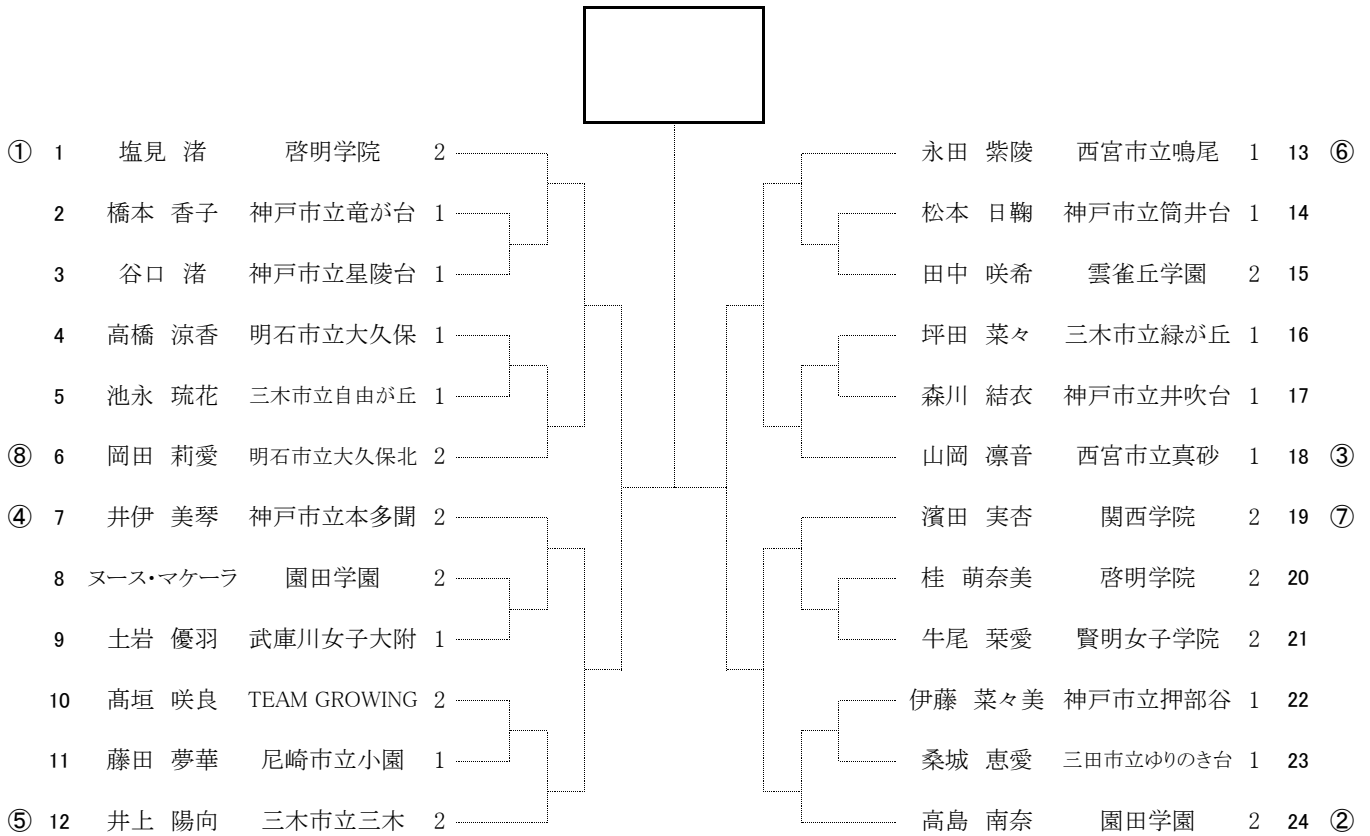 ① 1 塩見 渚 啓明学院 2
2 橋本 香子 神戸市立竜が台 1
3 谷口 渚 神戸市立星陵台 1
4 高橋 涼香 明石市立大久保 1
5 池永 琉花 三木市立自由が丘 1
⑧ 6 岡田 莉愛 明石市立大久保北 2
④ 7 井伊 美琴 神戸市立本多聞 2
8 ヌース・マケーラ 園田学園 2
9 土岩 優羽 武庫川女子大附 1
10 髙垣 咲良 TEAM GROWING 2
11 藤田 夢華 尼崎市立小園 1
⑤ 12 井上 陽向 三木市立三木 2
永田 紫陵 西宮市立鳴尾 1 13 ⑥
松本 日鞠 神戸市立筒井台 1 14
田中 咲希 雲雀丘学園 2 15
坪田 菜々 三木市立緑が丘 1 16
森川 結衣 神戸市立井吹台 1 17
山岡 凛音 西宮市立真砂 1 18 ③
濱田 実杏 関西学院 2 19 ⑦
桂 萌奈美 啓明学院 2 20
牛尾 栞愛 賢明女子学院 2 21
伊藤 菜々美 神戸市立押部谷 1 22
桑城 恵愛 三田市立ゆりのき台 1 23
高島 南奈 園田学園 2 24 ②